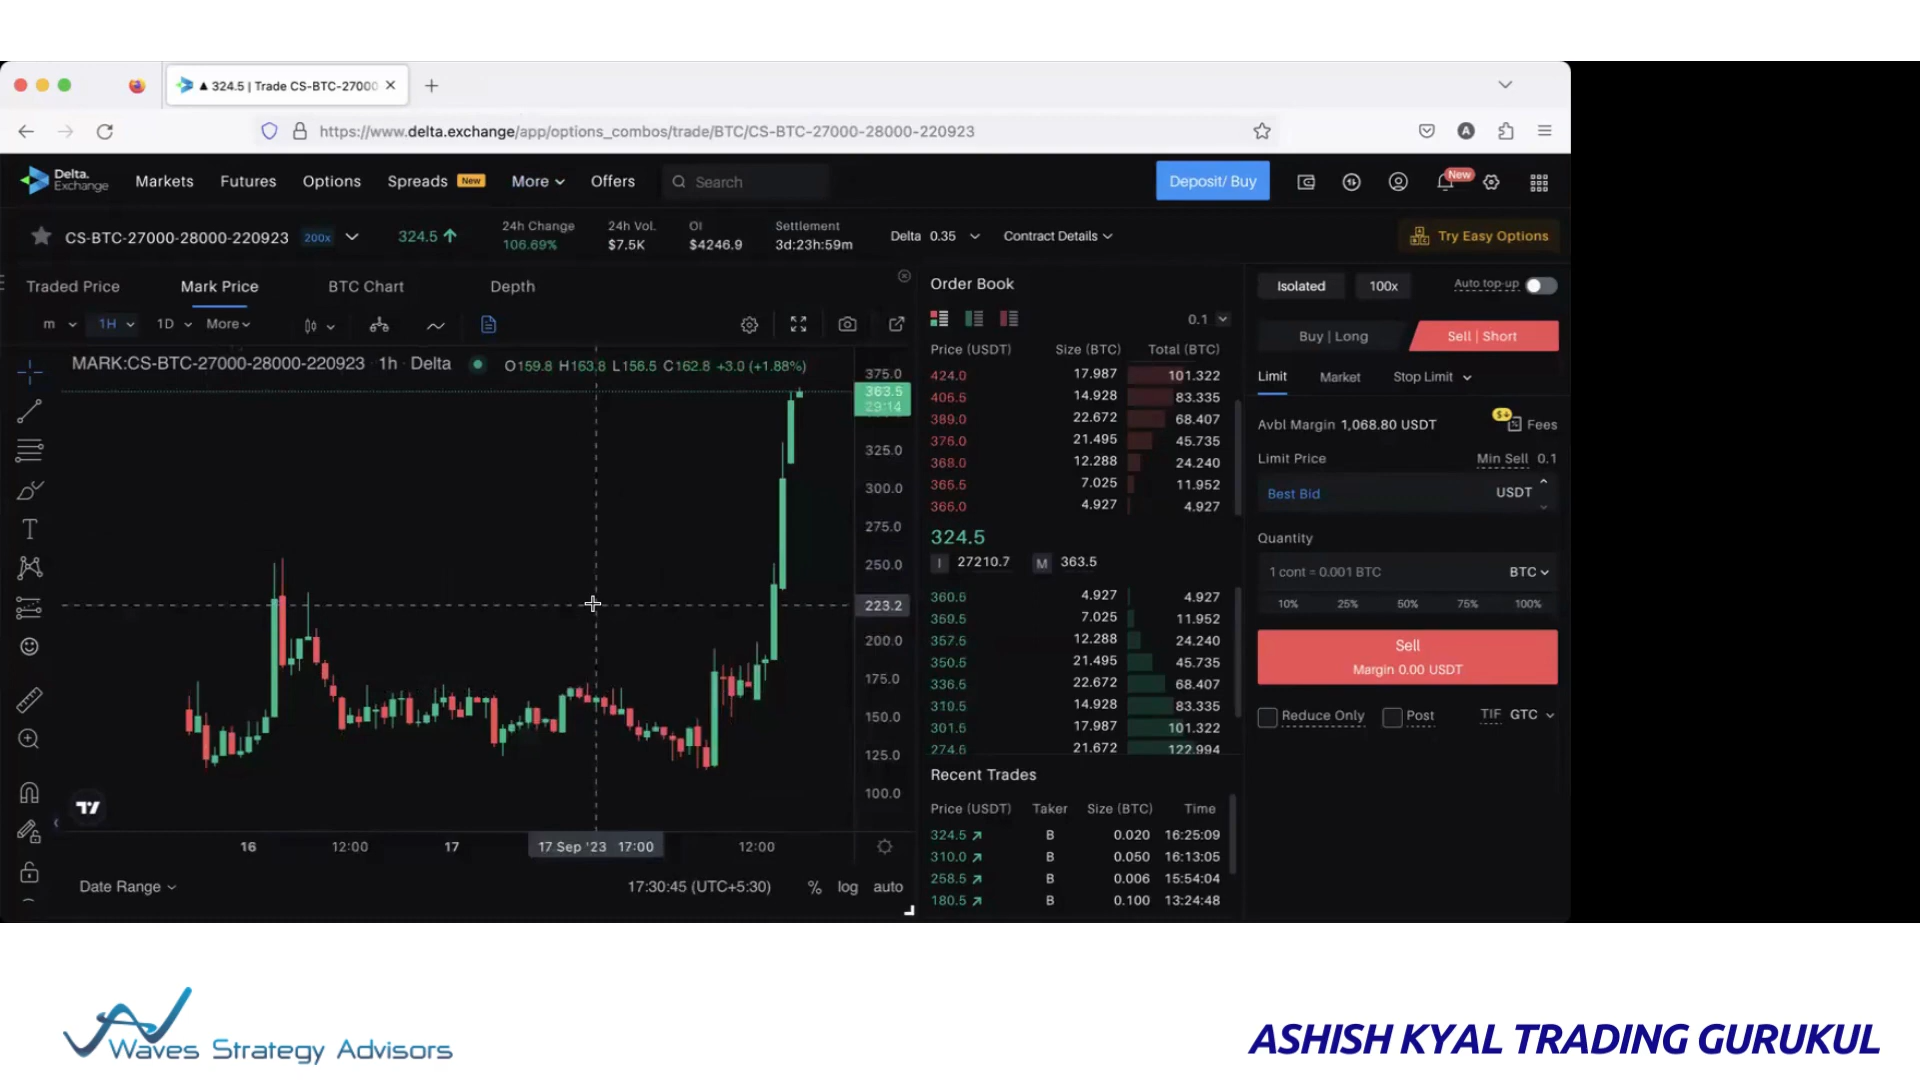 ▲ 324.5 | Trade CS-BTC-27000
https://www.delta.exchange/app/options_combos/trade/BTC/CS-BTC-27000-28000-220923
A
Delta. Exchange
Markets Futures Options Spreads New More Offers Search Deposit/ Buy New
CS-BTC-27000-28000-220923 200x 324.5
24h Change 24h Vol. OI Settlement
106.69% $7.5K $4246.9 3d:23h:59m
Delta 0.35 Contract Details Try Easy Options
Traded Price Mark Price BTC Chart Depth
m 1H 1D More
MARK:CS-BTC-27000-28000-220923 · 1h · Delta O159.8 H163.8 L156.5 C162.8 +3.0 (+1.88%)
375.0
363.5
29:14
325.0
300.0
275.0
250.0
223.2
200.0
175.0
150.0
125.0
100.0
16 12:00 17 17 Sep '23 17:00 12:00
Date Range 17:30:45 (UTC+5:30) % log auto
Order Book
0.1
Price (USDT) Size (BTC) Total (BTC)
424.0 17.987 101.322
406.5 14.928 83.335
389.0 22.672 68.407
376.0 21.495 45.735
368.0 12.288 24.240
366.5 7.025 11.952
366.0 4.927 4.927
324.5
I 27210.7 M 363.5
360.5 4.927 4.927
359.5 7.025 11.952
357.5 12.288 24.240
350.5 21.495 45.735
336.5 22.672 68.407
310.5 14.928 83.335
301.5 17.987 101.322
274.5 21.672 122.994
Recent Trades
Price (USDT) Taker Size (BTC) Time
324.5 B 0.020 16:25:09
310.0 B 0.050 16:13:05
258.5 B 0.006 15:54:04
180.5 B 0.100 13:24:48
Isolated 100x Auto top-up
Buy | Long Sell | Short
Limit Market Stop Limit
Avbl Margin 1,068.80 USDT Fees
Limit Price Min Sell 0.1
Best Bid USDT
Quantity
1 cont = 0.001 BTC BTC
10% 25% 50% 75% 100%
Sell
Margin 0.00 USDT
Reduce Only Post TIF GTC
Waves Strategy Advisors
ASHISH KYAL TRADING GURUKUL